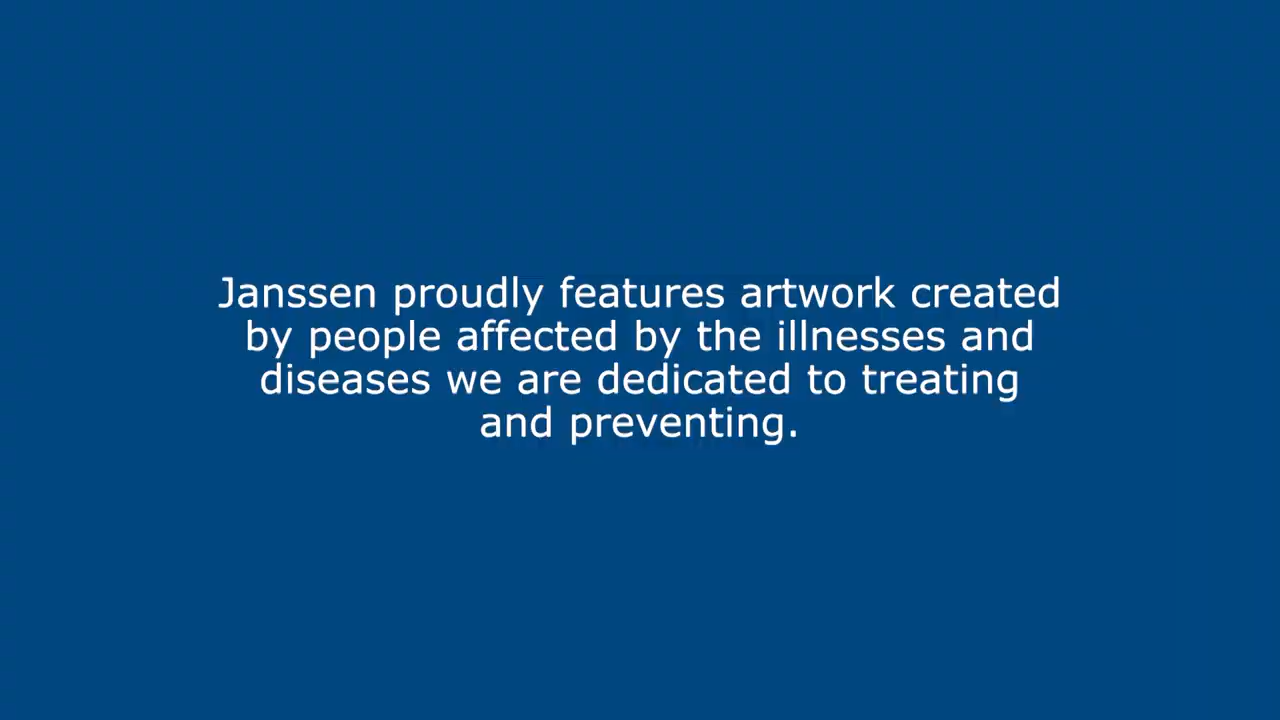 Janssen proudly features artwork created
by people affected by the illnesses and
diseases we are dedicated to treating
and preventing.